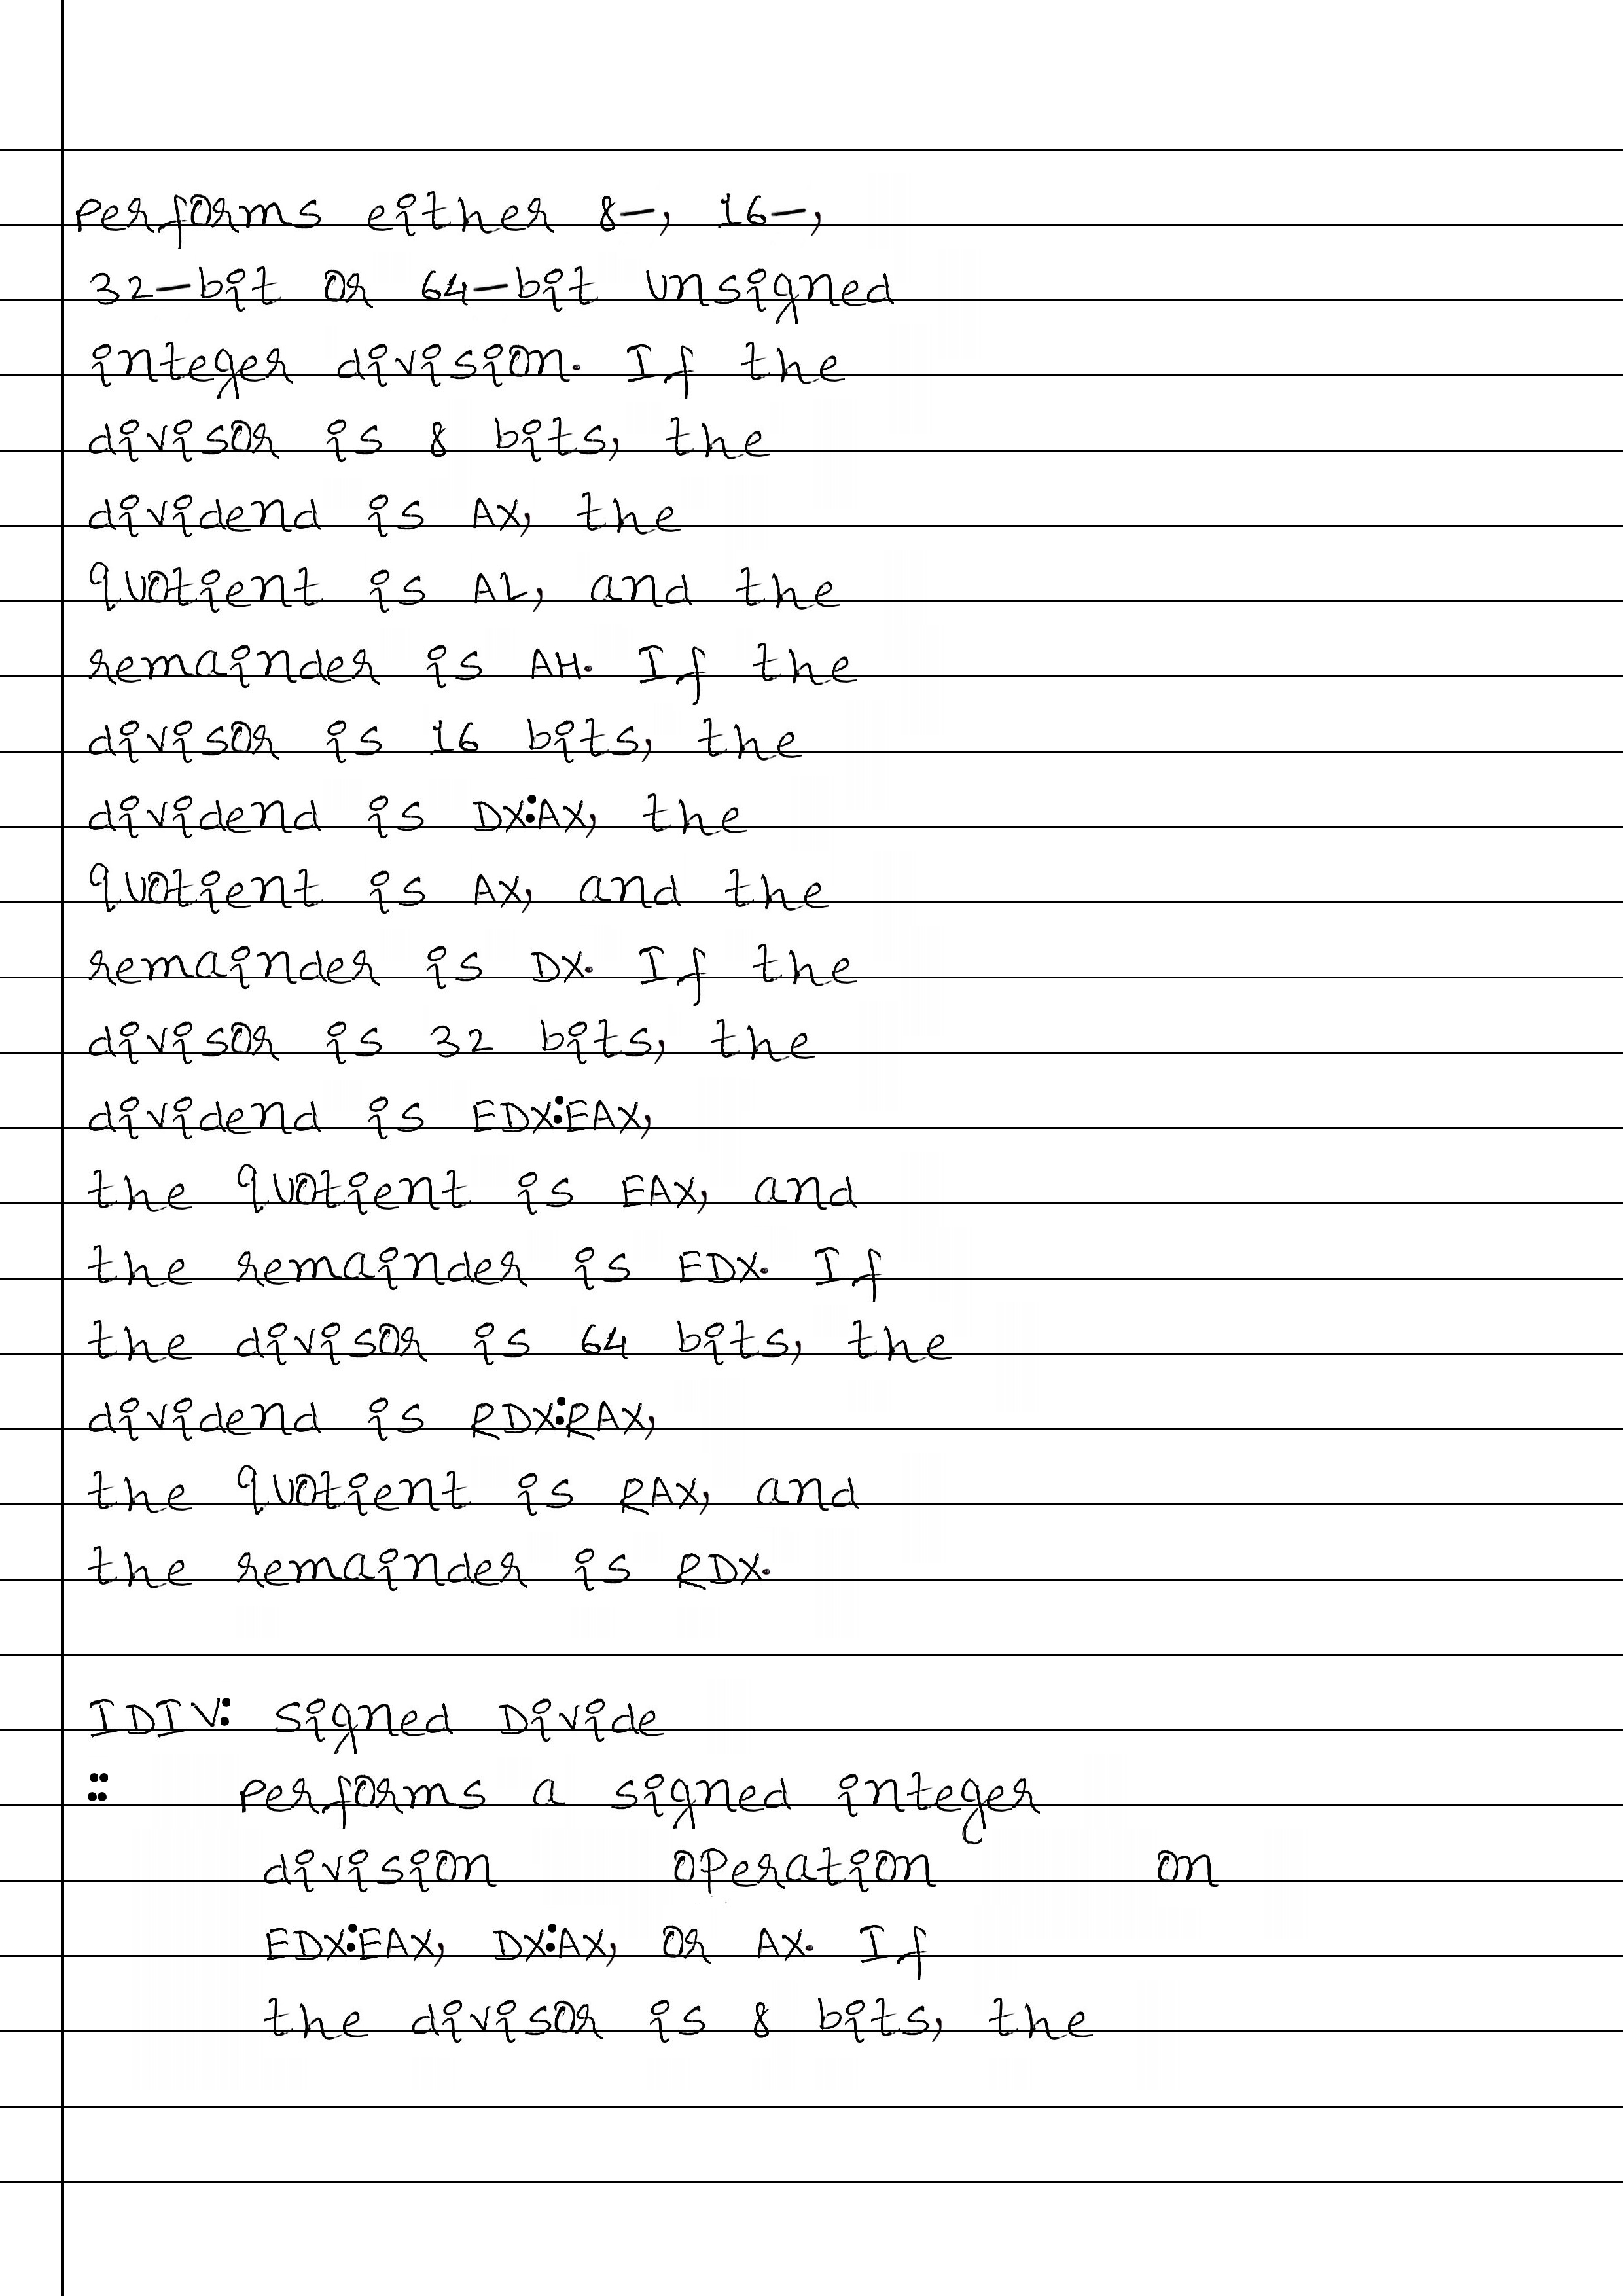 Performs either 8-, 16-,
32-bit or 64-bit unsigned
integer division. If the
divisor is 8 bits, the
dividend is AX, the
quotient is AL, and the
remainder is AH. If the
divisor is 16 bits, the
dividend is DX:AX, the
quotient is AX, and the
remainder is DX. If the
divisor is 32 bits, the
dividend is EDX:EAX,
the quotient is EAX, and
the remainder is EDX. If
the divisor is 64 bits, the
dividend is RDX:RAX,
the quotient is RAX, and
the remainder is RDX.
IDIV: Signed Divide
:: Performs a signed integer
division operation on
EDX:EAX, DX:AX, or AX. If
the divisor is 8 bits, the